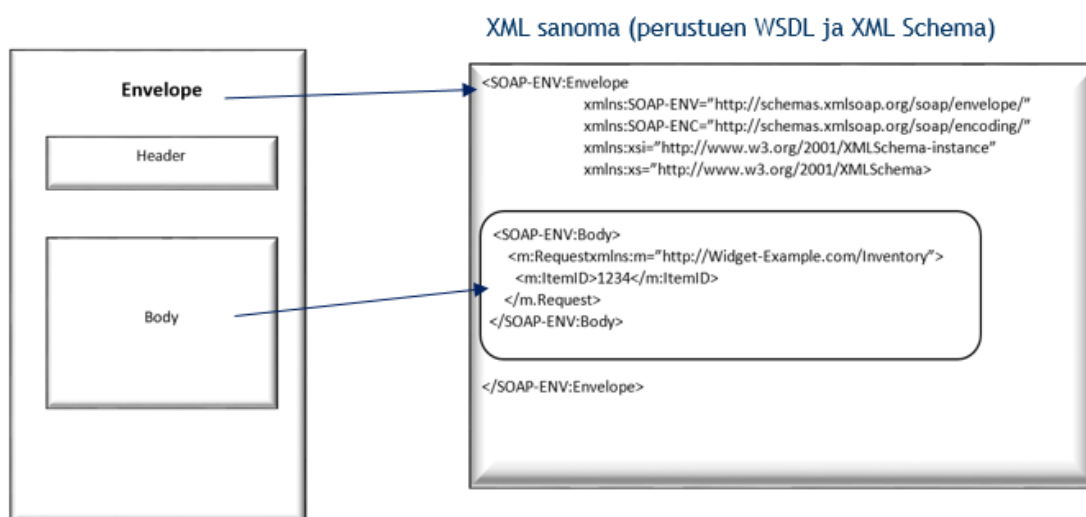 XML sanoma (perustuen WSDL ja XML Schema)
Envelope
Header
Body
<SOAP-ENV:Envelope
xmlns:SOAP-ENV=”http://schemas.xmlsoap.org/soap/envelope/”
xmlns:SOAP-ENC=”http://schemas.xmlsoap.org/soap/encoding/”
xmlns:xsi=”http://www.w3.org/2001/XMLSchema-instance”
xmlns:xs=”http://www.w3.org/2001/XMLSchema>
<SOAP-ENV:Body>
<m:Requestxmlns:m=”http://Widget-Example.com/Inventory”>
<m:ItemID>1234</m:ItemID>
</m.Request>
</SOAP-ENV:Body>
</SOAP-ENV:Envelope>